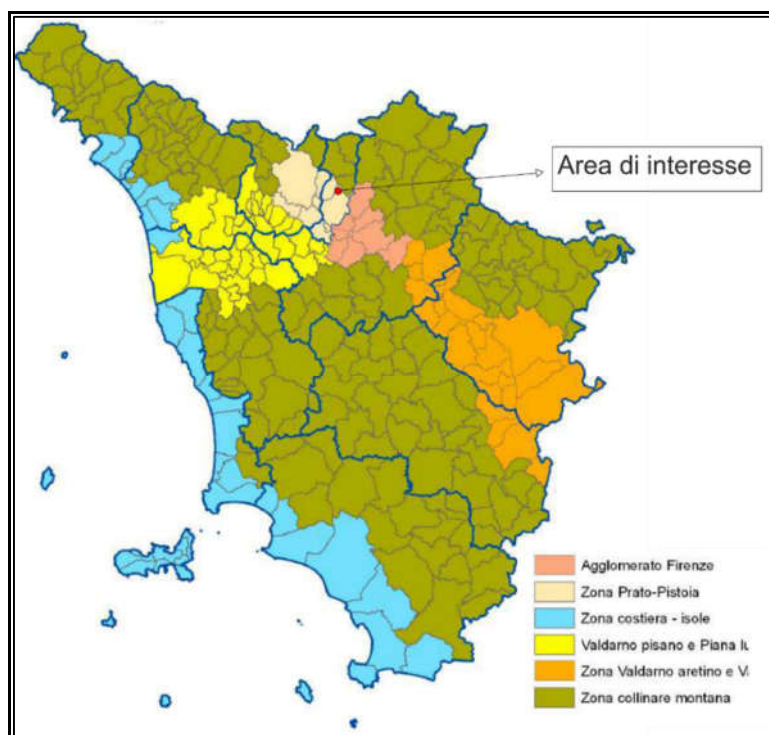 Area di interesse
Agglomerato Firenze
Zona Prato-Pistoia
Zona costiera - isole
Valdarno pisano e Piana lu
Zona Valdarno aretino e Va
Zona collinare montana